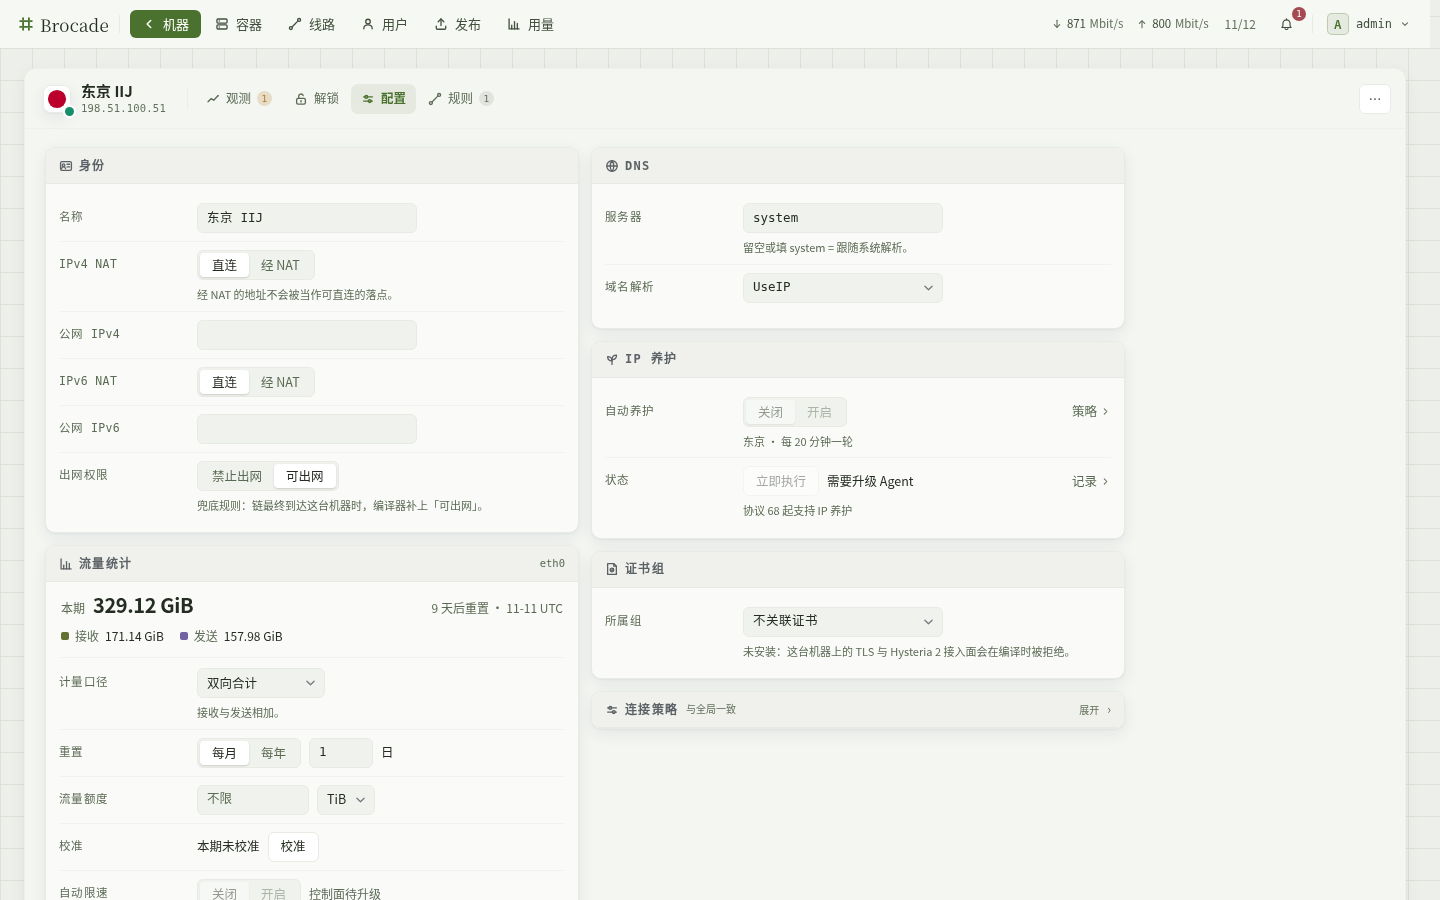 Brocade 机器 容器 线路 用户 发布 用量 871 Mbit/s 800 Mbit/s 11/12 1 A admin
东京 IIJ
198.51.100.51
观测 1 解锁 配置 规则 1
身份
名称 东京 IIJ
IPv4 NAT 直连 经 NAT
经 NAT 的地址不会被当作可直连的落点。
公网 IPv4
IPv6 NAT 直连 经 NAT
公网 IPv6
出网权限 禁止出网 可出网
兜底规则：链最终到达这台机器时，编译器补上「可出网」。
流量统计 eth0
本期 329.12 GiB 9 天后重置 · 11-11 UTC
接收 171.14 GiB 发送 157.98 GiB
计量口径 双向合计
接收与发送相加。
重置 每月 每年 1 日
流量额度 不限 TiB
校准 本期未校准 校准
自动限速 关闭 开启 控制面待升级
DNS
服务器 system
留空或填 system = 跟随系统解析。
域名解析 UseIP
IP 养护
自动养护 关闭 开启 策略
东京 · 每 20 分钟一轮
状态 立即执行 需要升级 Agent 记录
协议 68 起支持 IP 养护
证书组
所属组 不关联证书
未安装：这台机器上的 TLS 与 Hysteria 2 接入面会在编译时被拒绝。
连接策略 与全局一致 展开